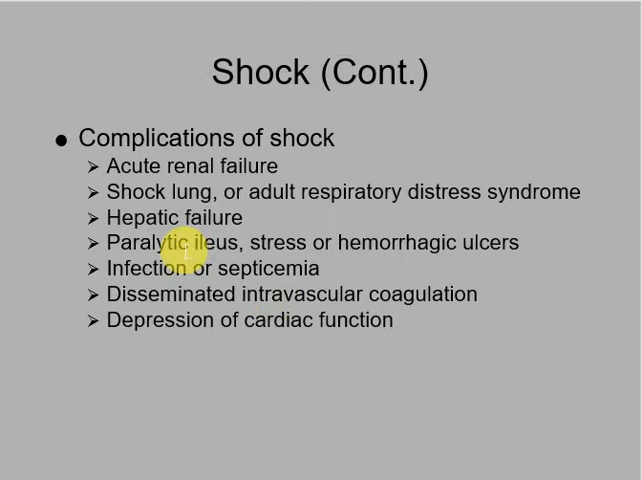 Shock (Cont.)
● Complications of shock
➢ Acute renal failure
➢ Shock lung, or adult respiratory distress syndrome
➢ Hepatic failure
➢ Paralytic ileus, stress or hemorrhagic ulcers
➢ Infection or septicemia
➢ Disseminated intravascular coagulation
➢ Depression of cardiac function